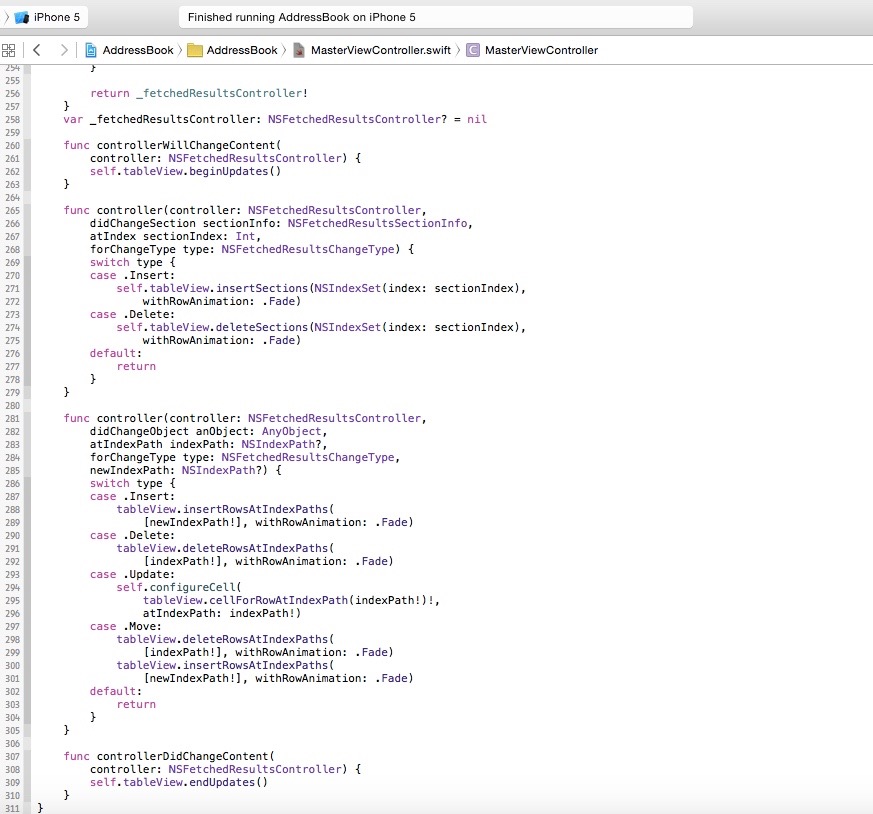 iPhone 5
Finished running AddressBook on iPhone 5
AddressBook AddressBook MasterViewController.swift C MasterViewController
254         }
255
256         return _fetchedResultsController!
257     }
258     var _fetchedResultsController: NSFetchedResultsController? = nil
259
260     func controllerWillChangeContent(
261         controller: NSFetchedResultsController) {
262         self.tableView.beginUpdates()
263     }
264
265     func controller(controller: NSFetchedResultsController,
266         didChangeSection sectionInfo: NSFetchedResultsSectionInfo,
267         atIndex sectionIndex: Int,
268         forChangeType type: NSFetchedResultsChangeType) {
269         switch type {
270         case .Insert:
271             self.tableView.insertSections(NSIndexSet(index: sectionIndex),
272                 withRowAnimation: .Fade)
273         case .Delete:
274             self.tableView.deleteSections(NSIndexSet(index: sectionIndex),
275                 withRowAnimation: .Fade)
276         default:
277             return
278         }
279     }
280
281     func controller(controller: NSFetchedResultsController,
282         didChangeObject anObject: AnyObject,
283         atIndexPath indexPath: NSIndexPath?,
284         forChangeType type: NSFetchedResultsChangeType,
285         newIndexPath: NSIndexPath?) {
286         switch type {
287         case .Insert:
288             tableView.insertRowsAtIndexPaths(
289                 [newIndexPath!], withRowAnimation: .Fade)
290         case .Delete:
291             tableView.deleteRowsAtIndexPaths(
292                 [indexPath!], withRowAnimation: .Fade)
293         case .Update:
294             self.configureCell(
295                 tableView.cellForRowAtIndexPath(indexPath!)!,
296                 atIndexPath: indexPath!)
297         case .Move:
298             tableView.deleteRowsAtIndexPaths(
299                 [indexPath!], withRowAnimation: .Fade)
300             tableView.insertRowsAtIndexPaths(
301                 [newIndexPath!], withRowAnimation: .Fade)
302         default:
303             return
304         }
305     }
306
307     func controllerDidChangeContent(
308         controller: NSFetchedResultsController) {
309         self.tableView.endUpdates()
310     }
311 }